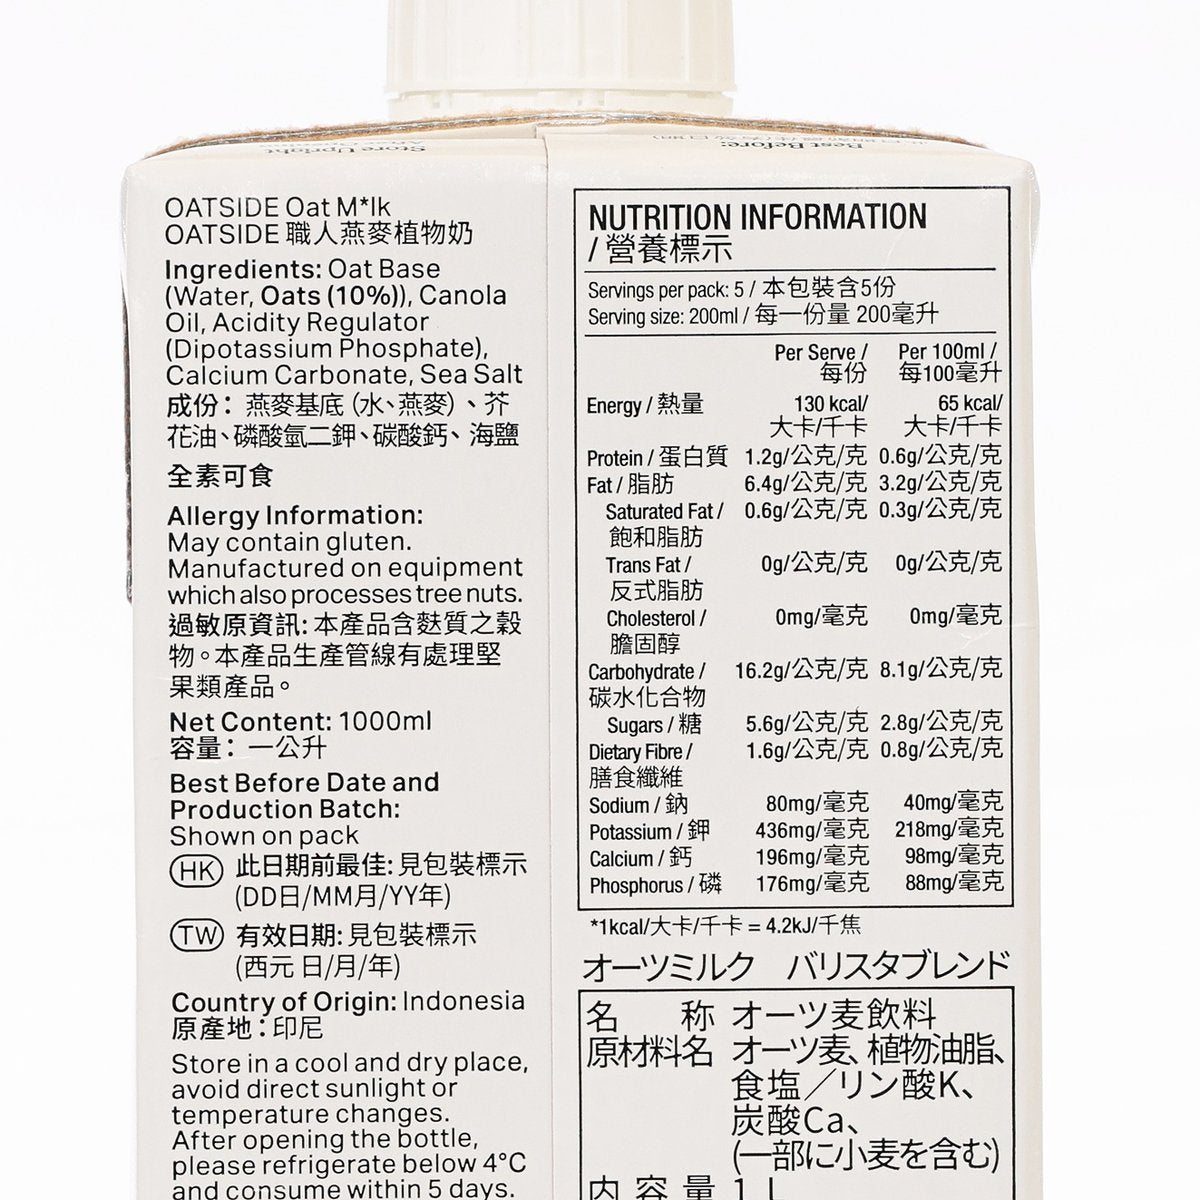 Store Upright
Best Before:
OATSIDE Oat M*lk
OATSIDE 職人燕麥植物奶
Ingredients: Oat Base
(Water, Oats (10%)), Canola
Oil, Acidity Regulator
(Dipotassium Phosphate),
Calcium Carbonate, Sea Salt
成份：燕麥基底（水、燕麥）、芥
花油、磷酸氫二鉀、碳酸鈣、海鹽
全素可食
Allergy Information:
May contain gluten.
Manufactured on equipment
which also processes tree nuts.
過敏原資訊：本產品含麩質之穀
物。本產品生產管線有處理堅
果類產品。
Net Content: 1000ml
容量：一公升
Best Before Date and
Production Batch:
Shown on pack
HK 此日期前最佳：見包裝標示
(DD日/MM月/YY年)
TW 有效日期：見包裝標示
(西元 日/月/年)
Country of Origin: Indonesia
原產地：印尼
Store in a cool and dry place,
avoid direct sunlight or
temperature changes.
After opening the bottle,
please refrigerate below 4°C
and consume within 5 days.
NUTRITION INFORMATION
/ 營養標示
Servings per pack: 5 / 本包裝含5份
Serving size: 200ml / 每一份量 200毫升
Per Serve / Per 100ml /
每份 每100毫升
Energy / 熱量 130 kcal/ 65 kcal/
大卡/千卡 大卡/千卡
Protein / 蛋白質 1.2g/公克/克 0.6g/公克/克
Fat / 脂肪 6.4g/公克/克 3.2g/公克/克
Saturated Fat / 0.6g/公克/克 0.3g/公克/克
飽和脂肪
Trans Fat / 0g/公克/克 0g/公克/克
反式脂肪
Cholesterol / 0mg/毫克 0mg/毫克
膽固醇
Carbohydrate / 16.2g/公克/克 8.1g/公克/克
碳水化合物
Sugars / 糖 5.6g/公克/克 2.8g/公克/克
Dietary Fibre / 1.6g/公克/克 0.8g/公克/克
膳食纖維
Sodium / 鈉 80mg/毫克 40mg/毫克
Potassium / 鉀 436mg/毫克 218mg/毫克
Calcium / 鈣 196mg/毫克 98mg/毫克
Phosphorus / 磷 176mg/毫克 88mg/毫克
*1kcal/大卡/千卡 = 4.2kJ/千焦
オーツミルク バリスタブレンド
名称 オーツ麦飲料
原材料名 オーツ麦、植物油脂、
食塩／リン酸K、
炭酸Ca、
(一部に小麦を含む)
内容量 1 L